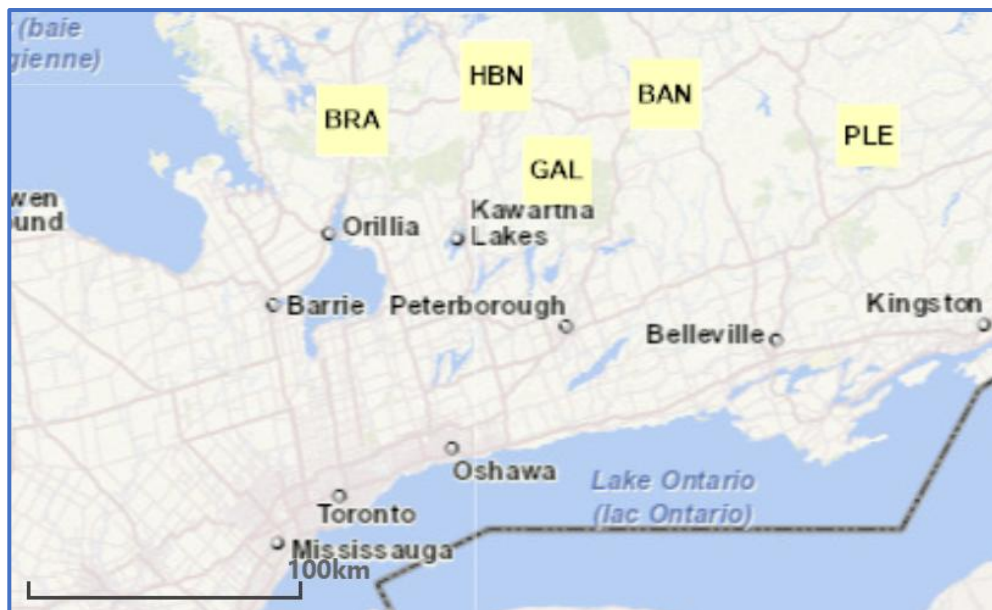 (baie
gienne)
HBN
BAN
BRA
PLE
GAL
wen
ound
Orillia
Kawartha
Lakes
Barrie
Peterborough
Kingston
Belleville
Oshawa
Lake Ontario
(lac Ontario)
Toronto
Mississauga
100km